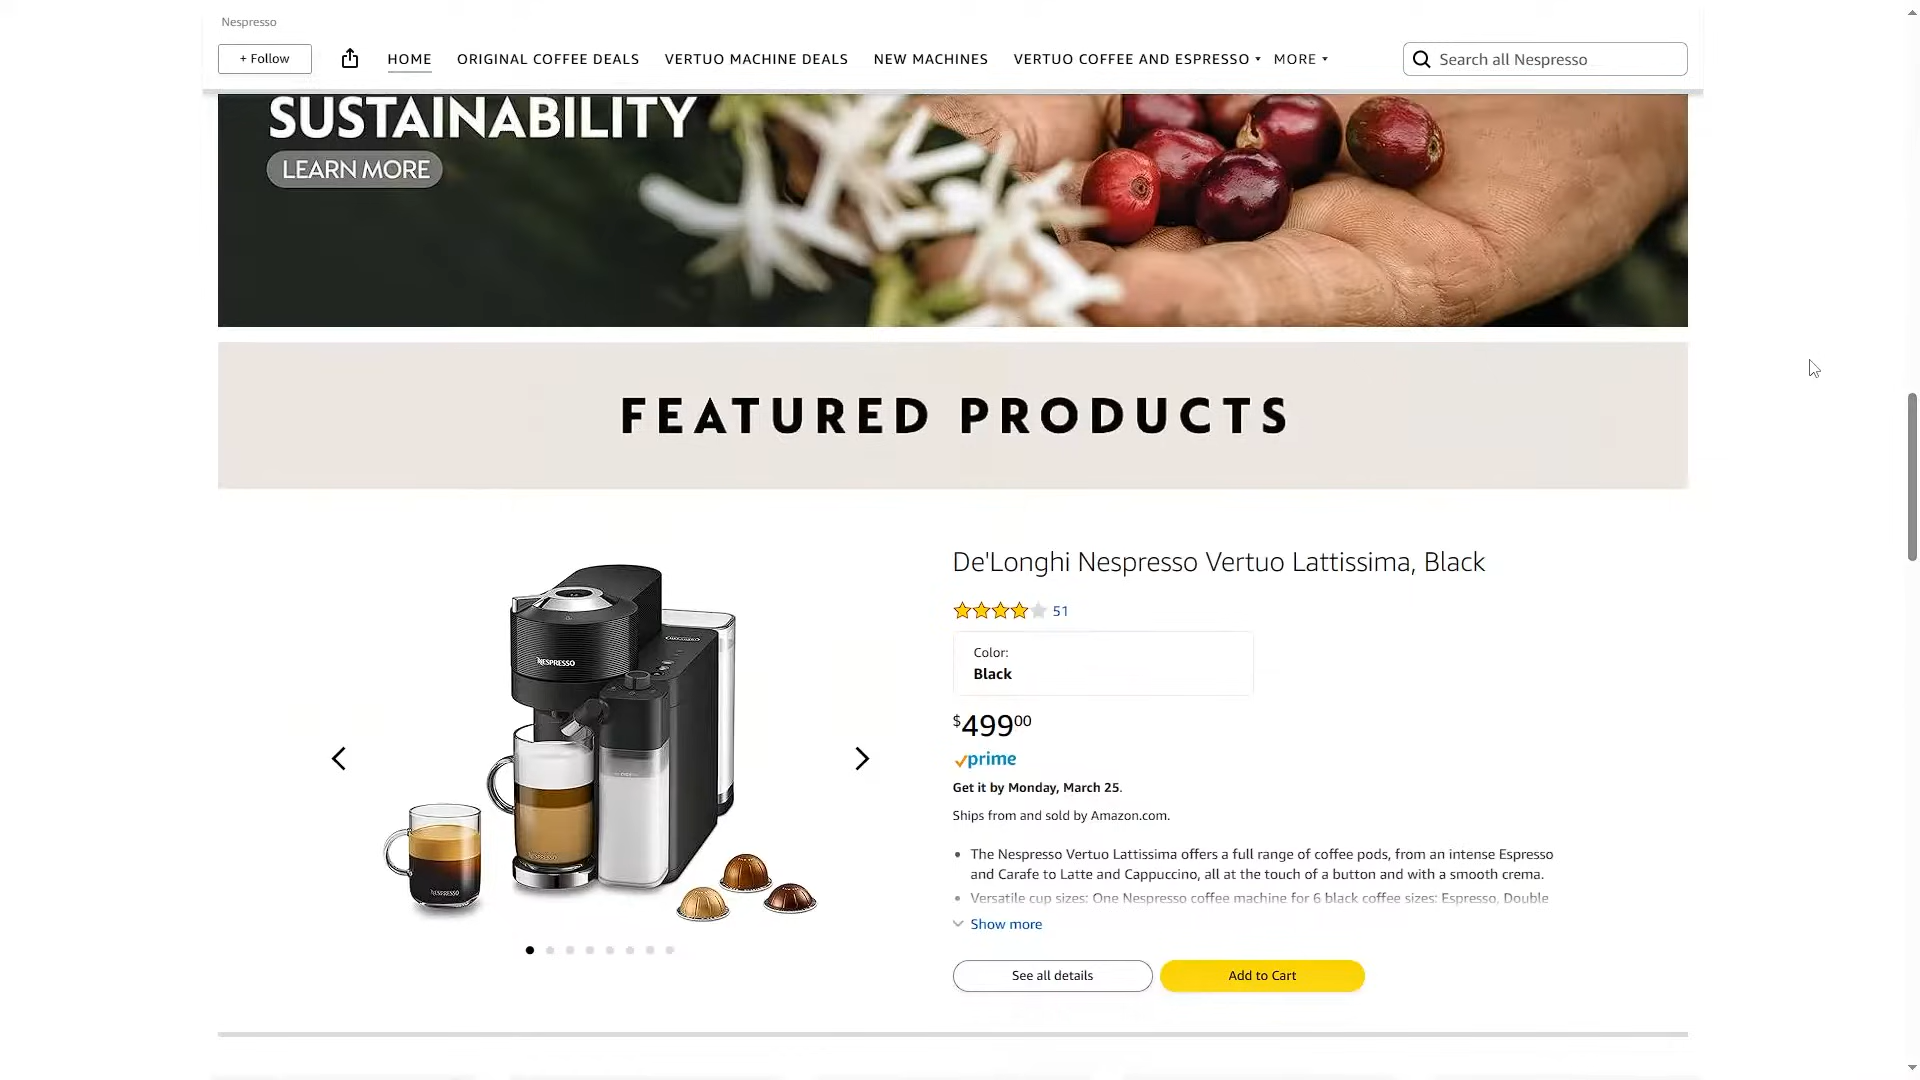 Nespresso
+ Follow
HOME
ORIGINAL COFFEE DEALS
VERTUO MACHINE DEALS
NEW MACHINES
VERTUO COFFEE AND ESPRESSO
MORE
Search all Nespresso
SUSTAINABILITY
LEARN MORE
FEATURED PRODUCTS
NESPRESSO
NESPRESSO
De'Longhi Nespresso Vertuo Lattissima, Black
51
Color:
Black
$49900
prime
Get it by Monday, March 25.
Ships from and sold by Amazon.com.
• The Nespresso Vertuo Lattissima offers a full range of coffee pods, from an intense Espresso
and Carafe to Latte and Cappuccino, all at the touch of a button and with a smooth crema.
• Versatile cup sizes: One Nespresso coffee machine for 6 black coffee sizes: Espresso, Double
Show more
See all details
Add to Cart